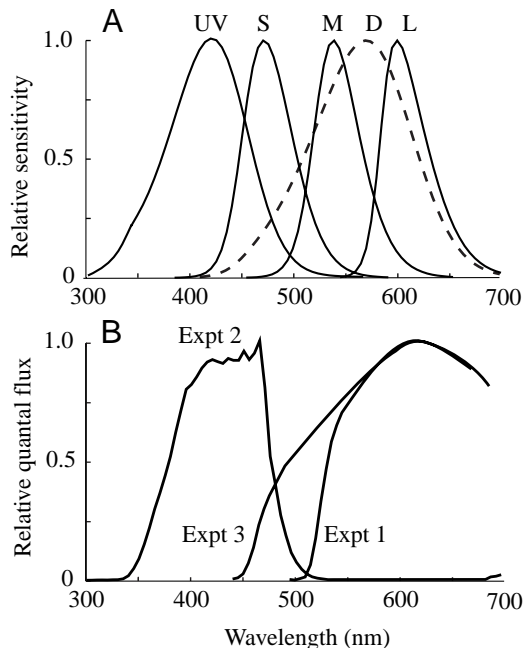 A
UV S M D L
Relative sensitivity
1.0
0.5
0
300 400 500 600 700
B
Expt 2
Relative quantal flux
1.0
0.5
Expt 3 Expt 1
0
300 400 500 600 700
Wavelength (nm)